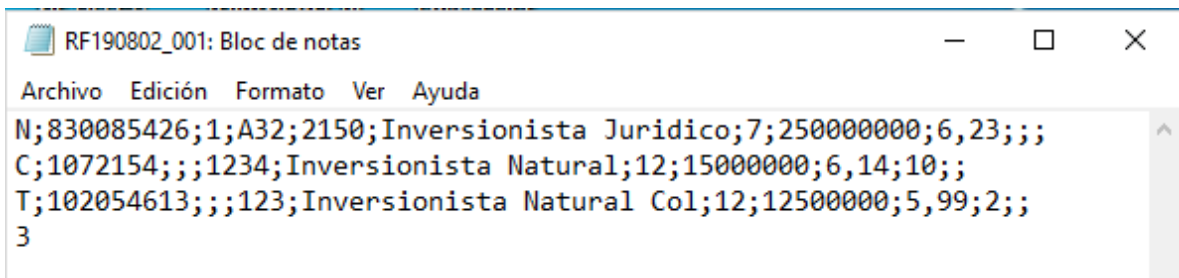 RF190802_001: Bloc de notas
Archivo Edición Formato Ver Ayuda
N;830085426;1;A32;2150;Inversionista Juridico;7;250000000;6,23;;;
C;1072154;;;1234;Inversionista Natural;12;15000000;6,14;10;;
T;102054613;;;123;Inversionista Natural Col;12;12500000;5,99;2;;
3